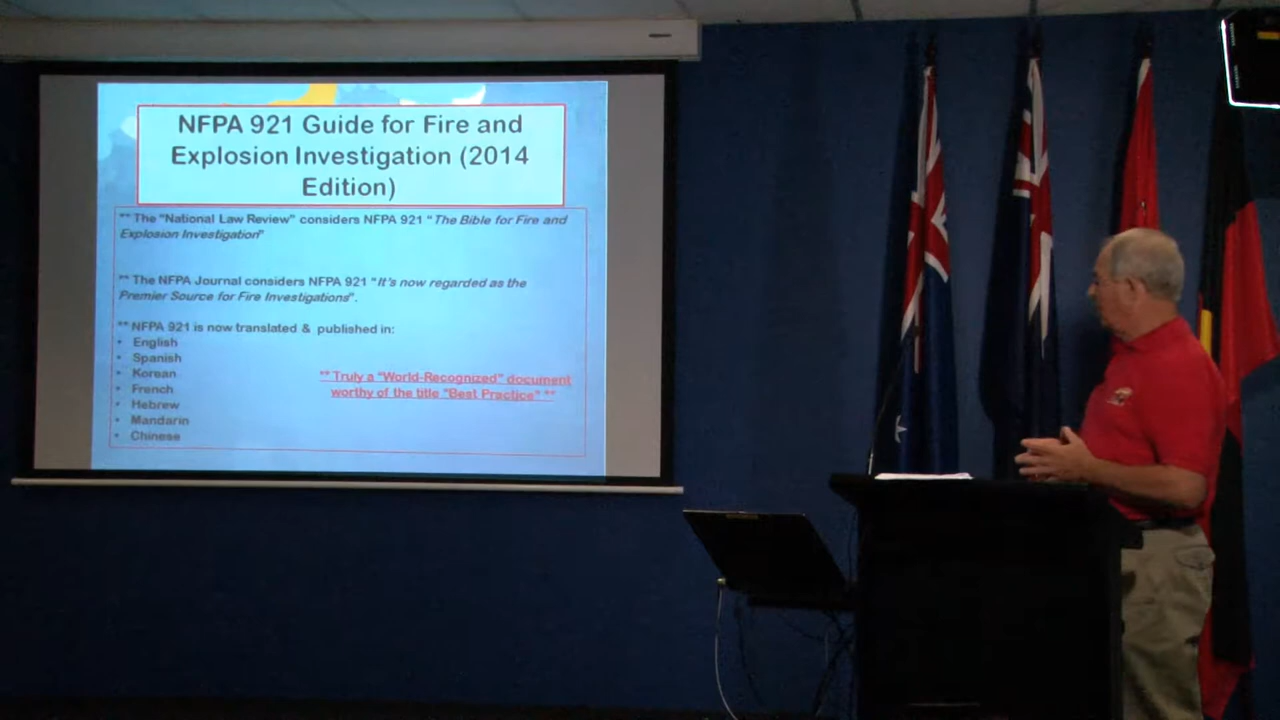 NFPA 921 Guide for Fire and
Explosion Investigation (2014
Edition)
** The "National Law Review" considers NFPA 921 "The Bible for Fire and
Explosion Investigation"
** The NFPA Journal considers NFPA 921 "It's now regarded as the
Premier Source for Fire Investigations".
** NFPA 921 is now translated & published in:
• English
• Spanish
• Korean
• French
• Hebrew
• Mandarin
• Chinese
** Truly a "World-Recognized" document
worthy of the title "Best Practice" **